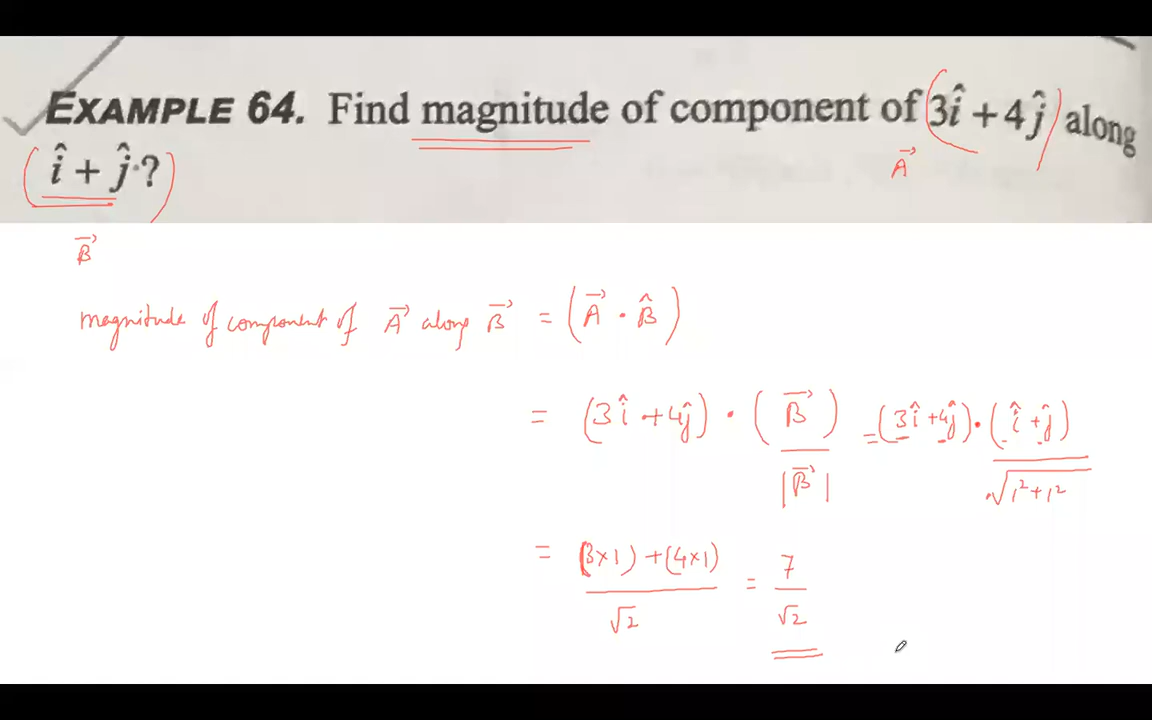 EXAMPLE 64. Find magnitude of component of 3î + 4ĵ along
î + ĵ ?
A⃗
B⃗
magnitude of component of A⃗ along B⃗ = (A⃗ · B̂)
= (3î + 4ĵ) · (B⃗ / |B⃗|) = (3î + 4ĵ) · (î + ĵ) / √1² + 1²
= (3×1) + (4×1) / √2 = 7 / √2